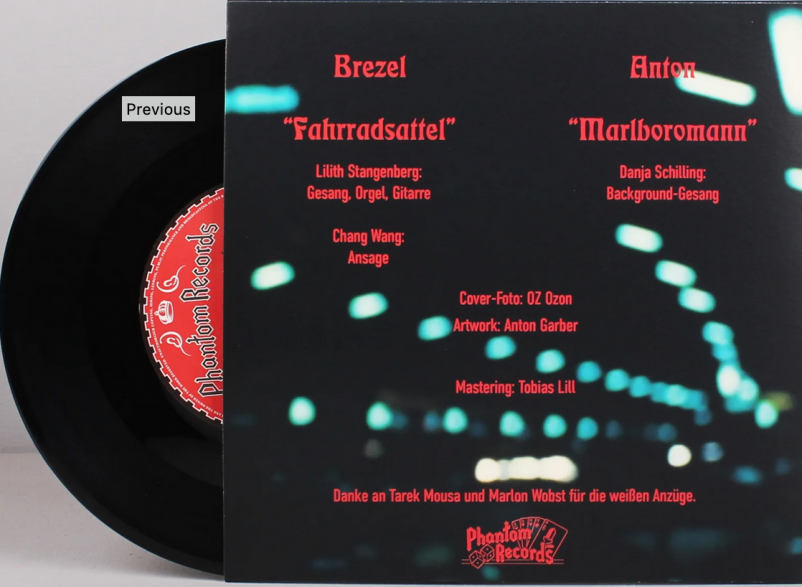 Brezel
Anton
Previous
“Fahrradsattel”
“Marlboromann”
Lilith Stangenberg:
Gesang, Orgel, Gitarre
Danja Schilling:
Background-Gesang
Chang Wang:
Ansage
Cover-Foto: OZ Ozon
Artwork: Anton Garber
Mastering: Tobias Lill
Phantom Records
Danke an Tarek Mousa und Marlon Wobst für die weißen Anzüge.
Phantom
Records